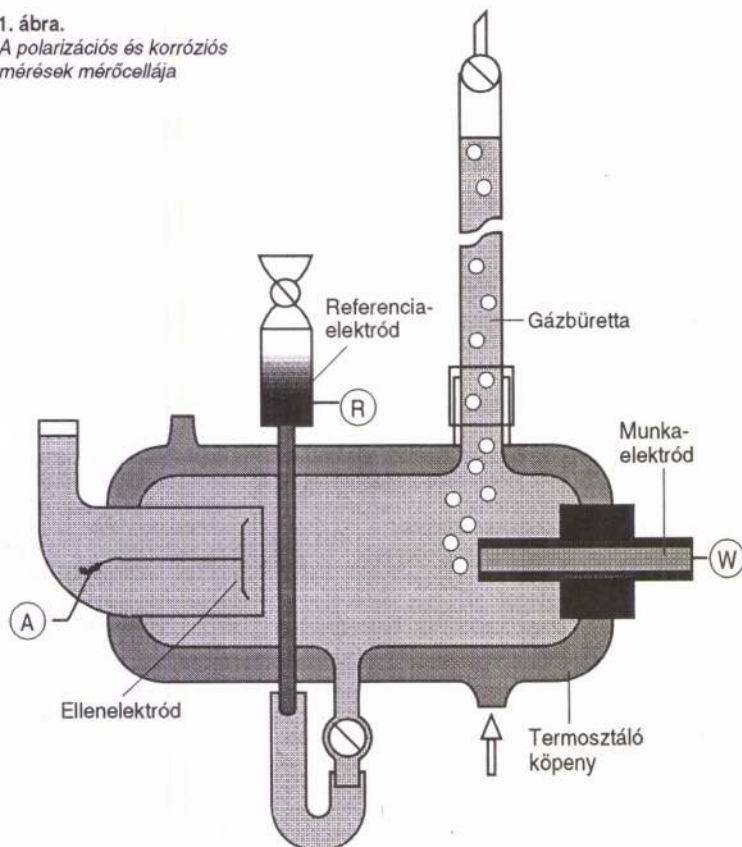 1. ábra.
A polarizációs és korróziós
mérések mérőcellája
Referencia-
elektród
Gázbüretta
R
Munka-
elektród
W
A
Ellenelektród
Termosztáló
köpeny